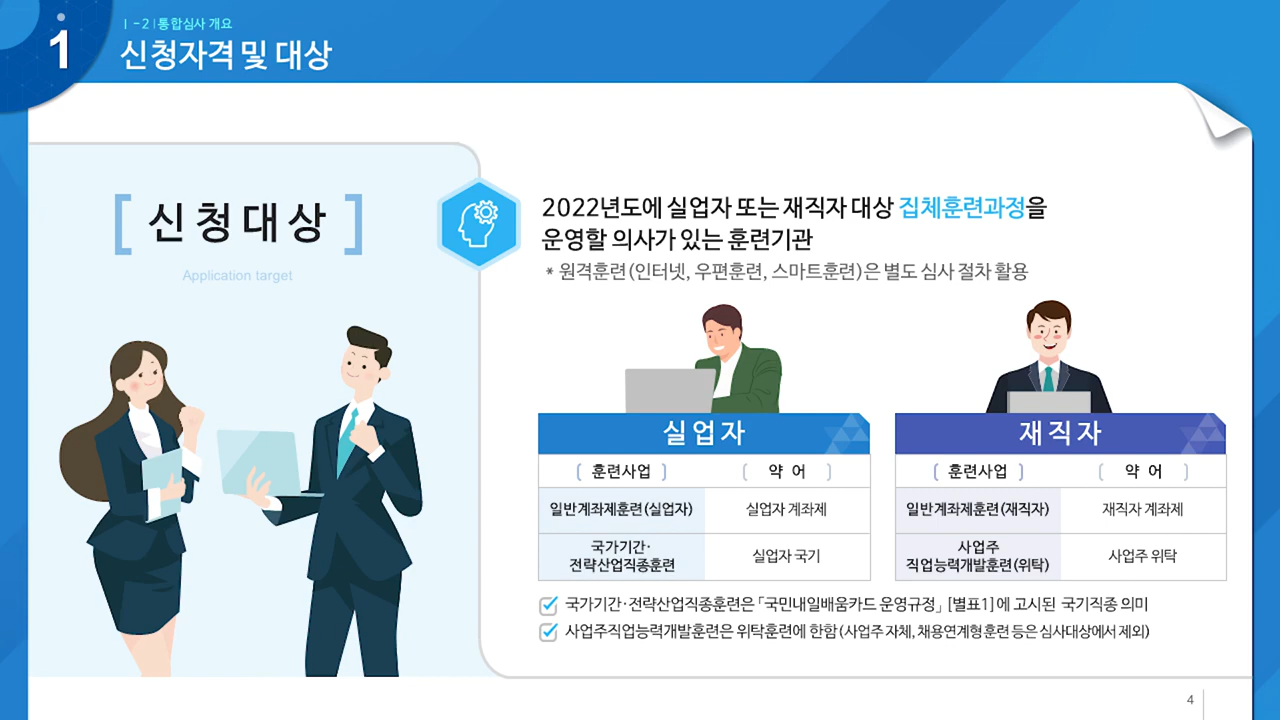 1
Ⅰ-2 | 통합심사 개요
신청자격 및 대상
[신청대상]
Application target
2022년도에 실업자 또는 재직자 대상 집체훈련과정을
운영할 의사가 있는 훈련기관
* 원격훈련(인터넷, 우편훈련, 스마트훈련)은 별도 심사 절차 활용
실업자
( 훈련사업 ) ( 약 어 )
일반계좌제훈련(실업자) 실업자 계좌제
국가기간·
전략산업직종훈련 실업자 국기
재직자
( 훈련사업 ) ( 약 어 )
일반계좌제훈련(재직자) 재직자 계좌제
사업주
직업능력개발훈련(위탁) 사업주 위탁
국가기간·전략산업직종훈련은 「국민내일배움카드 운영규정」 [별표1]에 고시된 국기직종 의미
사업주직업능력개발훈련은 위탁훈련에 한함(사업주 자체, 채용연계형 훈련 등은 심사대상에서 제외)
4